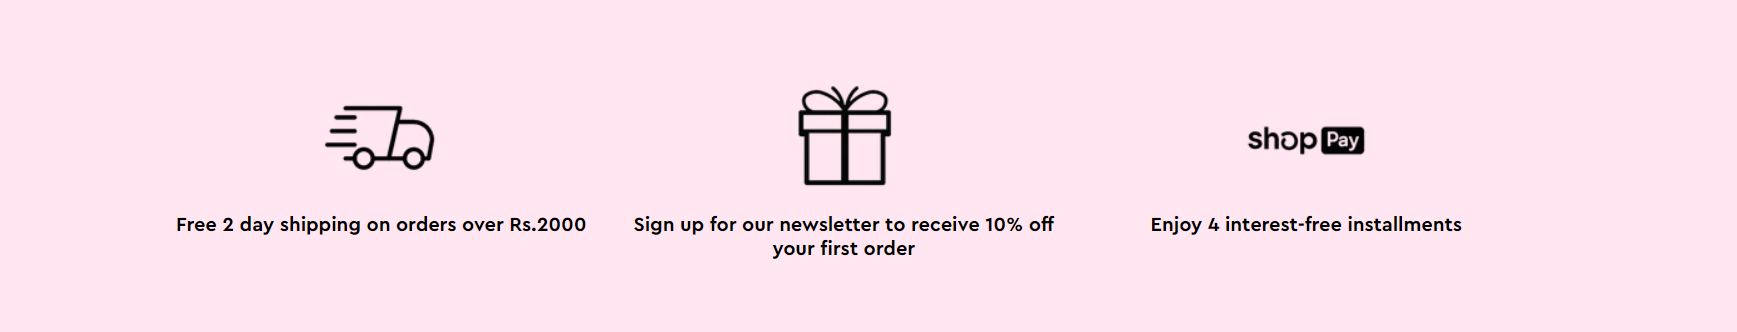 shop Pay
Free 2 day shipping on orders over Rs.2000
Sign up for our newsletter to receive 10% off
your first order
Enjoy 4 interest-free installments